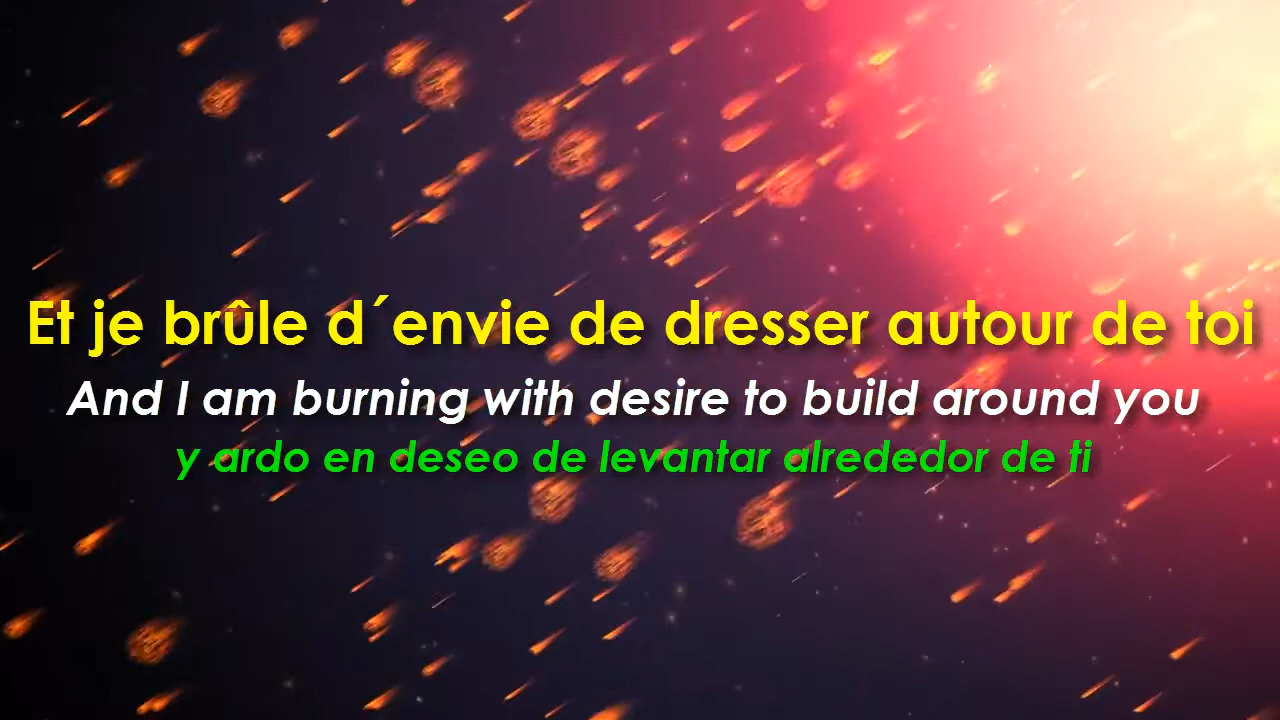 Et je brûle d´envie de dresser autour de toi
And I am burning with desire to build around you
y ardo en deseo de levantar alrededor de ti